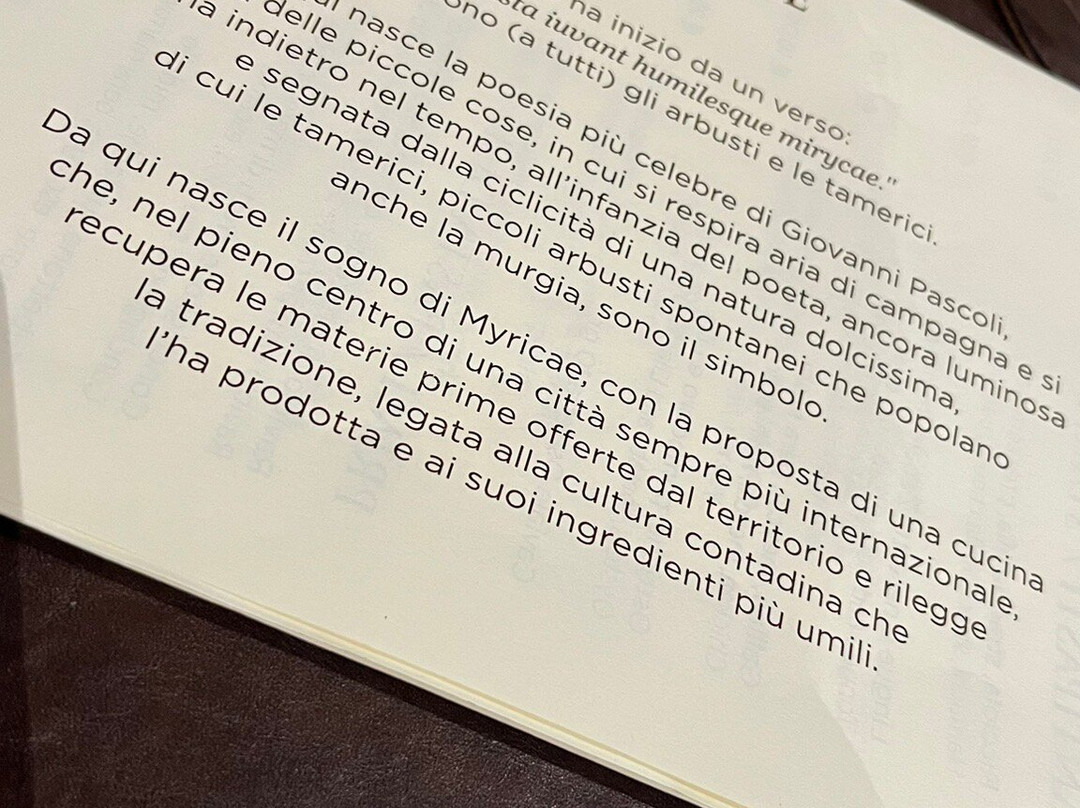 ha inizio da un verso:
iuvant humilesque mirycae."
(a tutti) gli arbusti e le tamerici.
nasce la poesia più celebre di Giovanni Pascoli,
delle piccole cose, in cui si respira aria di campagna e si
indietro nel tempo, all'infanzia del poeta, ancora luminosa
e segnata dalla ciclicità di una natura dolcissima,
di cui le tamerici, piccoli arbusti spontanei che popolano
anche la murgia, sono il simbolo.
Da qui nasce il sogno di Myricae, con la proposta di una cucina
che, nel pieno centro di una città sempre più internazionale,
recupera le materie prime offerte dal territorio e rilegge
la tradizione, legata alla cultura contadina che
l'ha prodotta e ai suoi ingredienti più umili.